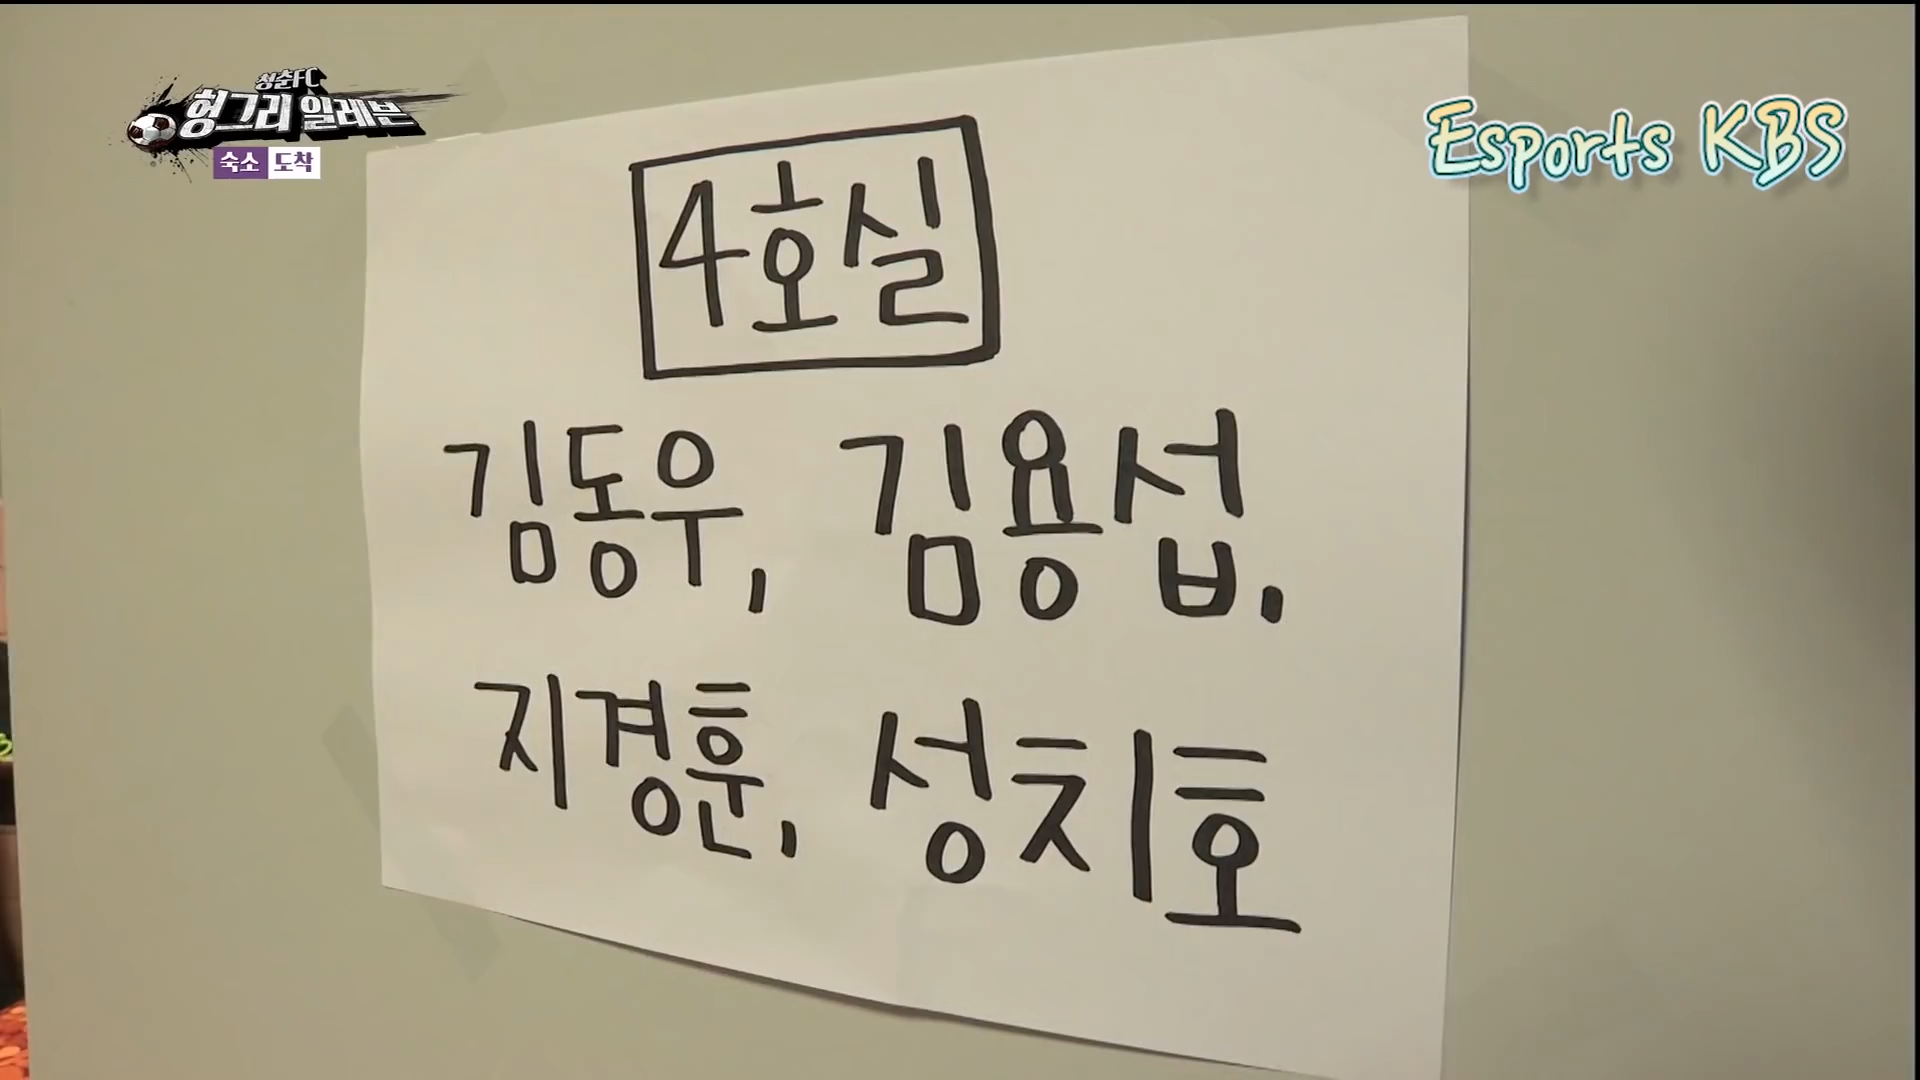 청춘FC
헝그리 일레븐
숙소 도착
Esports KBS
4호실
김동우, 김용섭,
지경훈, 성치호